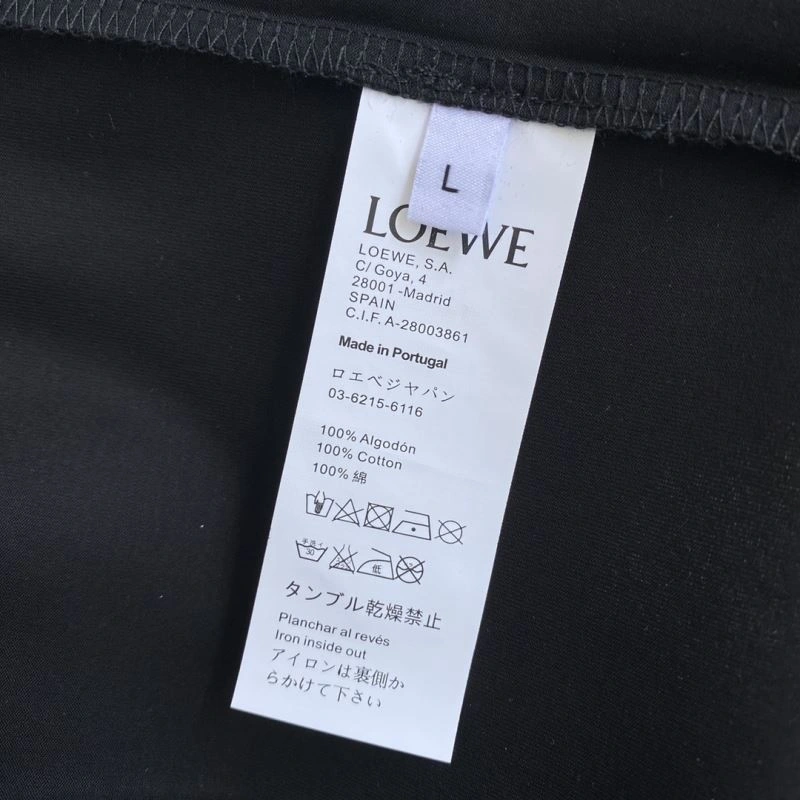 L
LOEWE
LOEWE, S.A.
C/ Goya, 4
28001 -Madrid
SPAIN
C.I.F. A-28003861
Made in Portugal
ロエベジャパン
03-6215-6116
100% Algodón
100% Cotton
100% 綿
手洗イ
30
低
タンブル乾燥禁止
Planchar al revés
Iron inside out
アイロンは裏側か
らかけて下さい